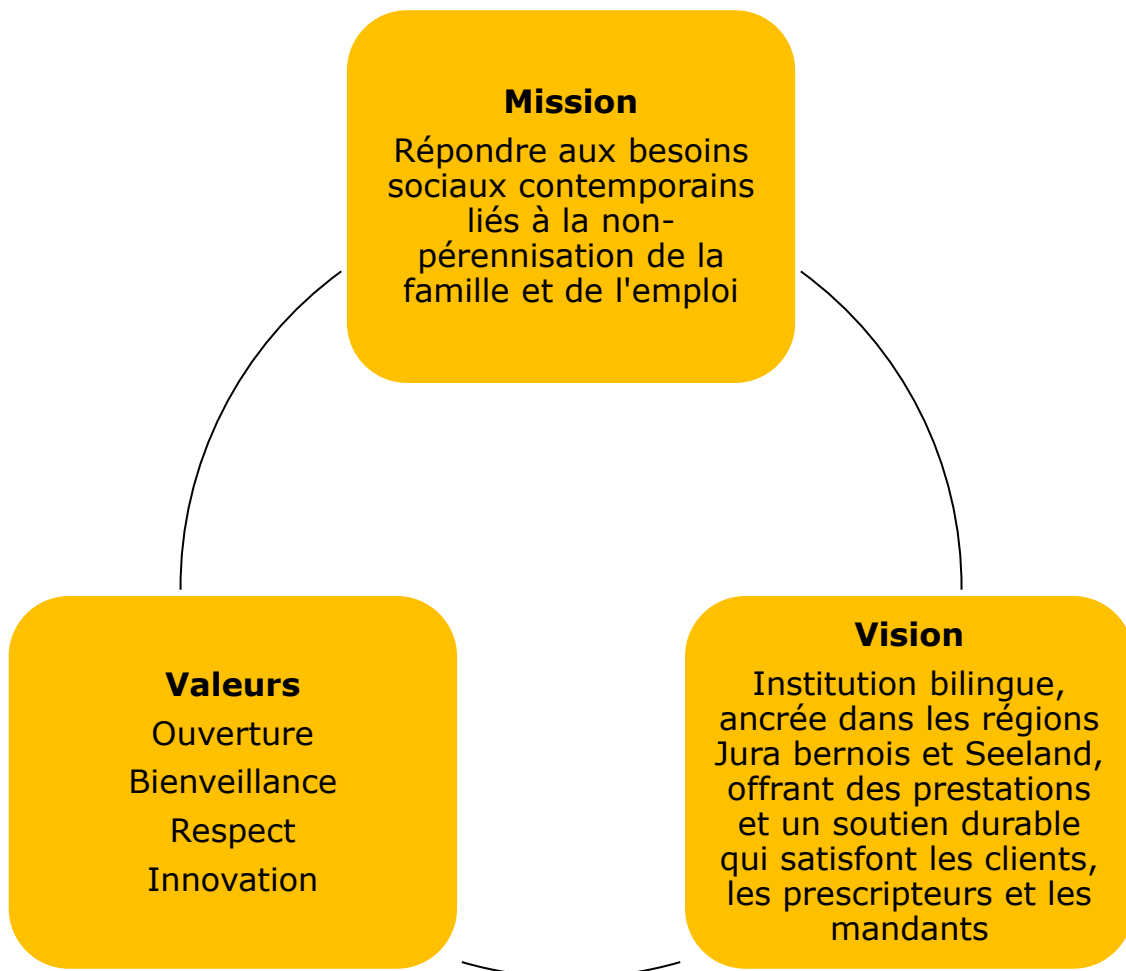 Mission
Répondre aux besoins
sociaux contemporains
liés à la non-
pérennisation de la
famille et de l'emploi
Valeurs
Ouverture
Bienveillance
Respect
Innovation
Vision
Institution bilingue,
ancrée dans les régions
Jura bernois et Seeland,
offrant des prestations
et un soutien durable
qui satisfont les clients,
les prescripteurs et les
mandants